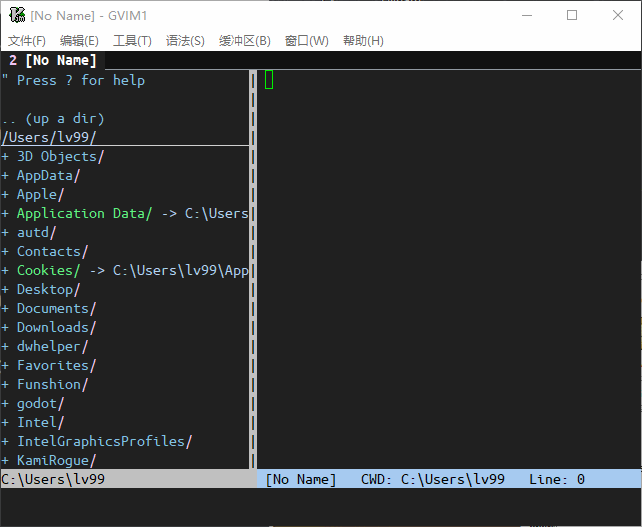 [No Name] - GVIM1
文件(F) 编辑(E) 工具(T) 语法(S) 缓冲区(B) 窗口(W) 帮助(H)
2 [No Name]
" Press ? for help
.. (up a dir)
/Users/lv99/
+ 3D Objects/
+ AppData/
+ Apple/
+ Application Data/ -> C:\Users
+ autd/
+ Contacts/
+ Cookies/ -> C:\Users\lv99\App
+ Desktop/
+ Documents/
+ Downloads/
+ dwhelper/
+ Favorites/
+ Funshion/
+ godot/
+ Intel/
+ IntelGraphicsProfiles/
+ KamiRogue/
C:\Users\lv99 [No Name] CWD: C:\Users\lv99 Line: 0